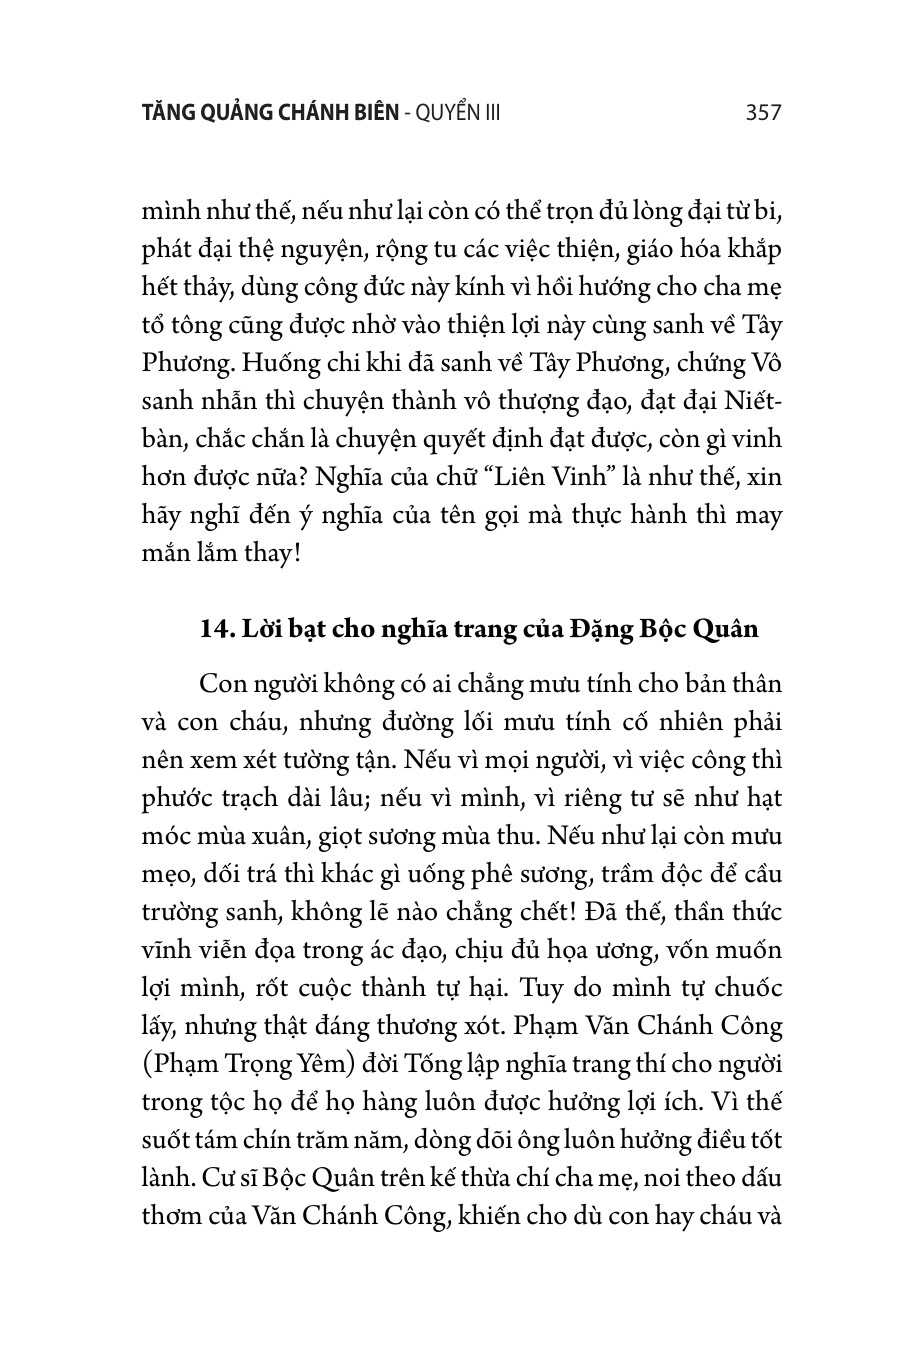 TĂNG QUẢNG CHÁNH BIÊN - QUYỂN III 357
mình như thế, nếu như lại còn có thể trọn đủ lòng đại từ bi,
phát đại thệ nguyện, rộng tu các việc thiện, giáo hóa khắp
hết thảy, dùng công đức này kính vì hồi hướng cho cha mẹ
tổ tông cũng được nhờ vào thiện lợi này cùng sanh về Tây
Phương. Huống chi khi đã sanh về Tây Phương, chứng Vô
sanh nhẫn thì chuyện thành vô thượng đạo, đạt đại Niết-
bàn, chắc chắn là chuyện quyết định đạt được, còn gì vinh
hơn được nữa? Nghĩa của chữ “Liên Vinh” là như thế, xin
hãy nghĩ đến ý nghĩa của tên gọi mà thực hành thì may
mắn lắm thay!
14. Lời bạt cho nghĩa trang của Đặng Bộc Quân
Con người không có ai chẳng mưu tính cho bản thân
và con cháu, nhưng đường lối mưu tính cố nhiên phải
nên xem xét tường tận. Nếu vì mọi người, vì việc công thì
phước trạch dài lâu; nếu vì mình, vì riêng tư sẽ như hạt
móc mùa xuân, giọt sương mùa thu. Nếu như lại còn mưu
mẹo, dối trá thì khác gì uống phê sương, trầm độc để cầu
trường sanh, không lẽ nào chẳng chết! Đã thế, thần thức
vĩnh viễn đọa trong ác đạo, chịu đủ họa ương, vốn muốn
lợi mình, rốt cuộc thành tự hại. Tuy do mình tự chuốc
lấy, nhưng thật đáng thương xót. Phạm Văn Chánh Công
(Phạm Trọng Yêm) đời Tống lập nghĩa trang thí cho người
trong tộc họ để họ hàng luôn được hưởng lợi ích. Vì thế
suốt tám chín trăm năm, dòng dõi ông luôn hưởng điều tốt
lành. Cư sĩ Bộc Quân trên kế thừa chí cha mẹ, noi theo dấu
thơm của Văn Chánh Công, khiến cho dù con hay cháu và